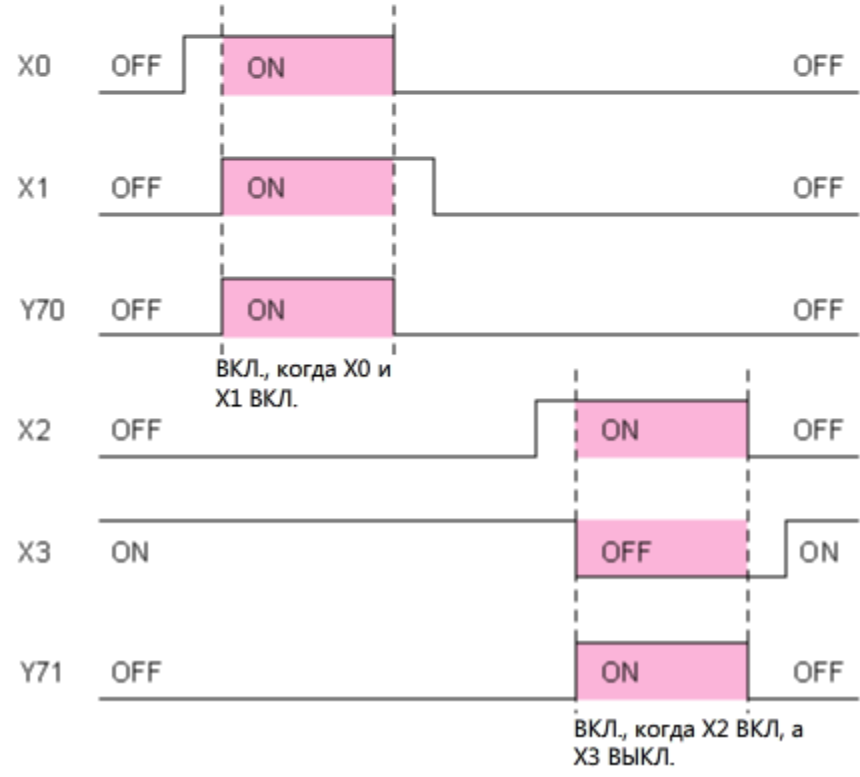 X0 OFF ON OFF
X1 OFF ON OFF
Y70 OFF ON OFF
ВКЛ., когда X0 и
X1 ВКЛ.
X2 OFF ON OFF
X3 ON OFF ON
Y71 OFF ON OFF
ВКЛ., когда X2 ВКЛ, а
X3 ВЫКЛ.